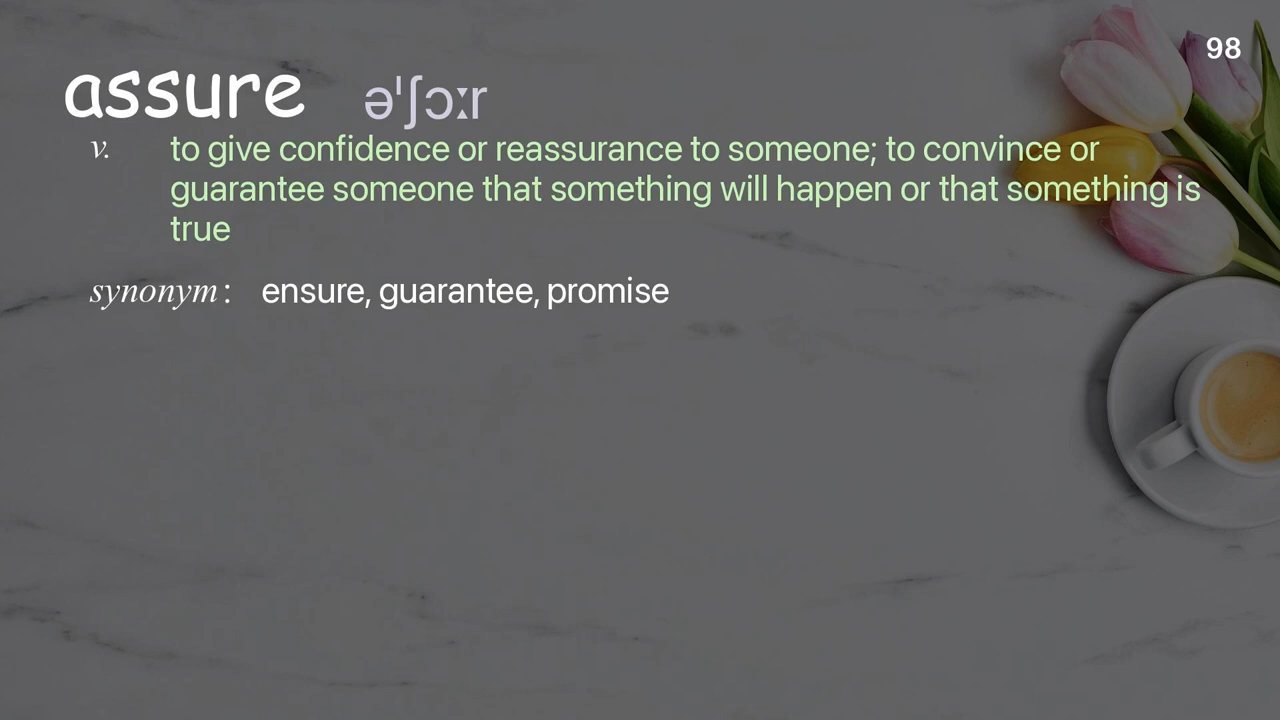 98
assure əˈʃɔːr
v. to give confidence or reassurance to someone; to convince or
guarantee someone that something will happen or that something is
true
synonym : ensure, guarantee, promise